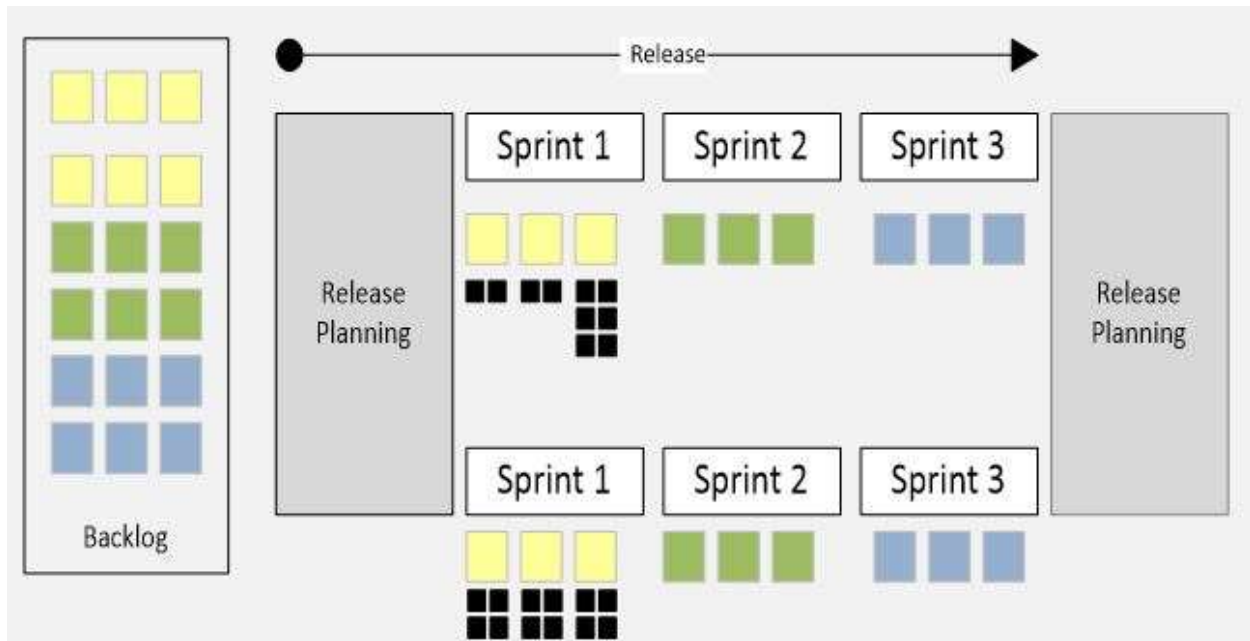 Release
Sprint 1
Sprint 2
Sprint 3
Release
Planning
Release
Planning
Sprint 1
Sprint 2
Sprint 3
Backlog